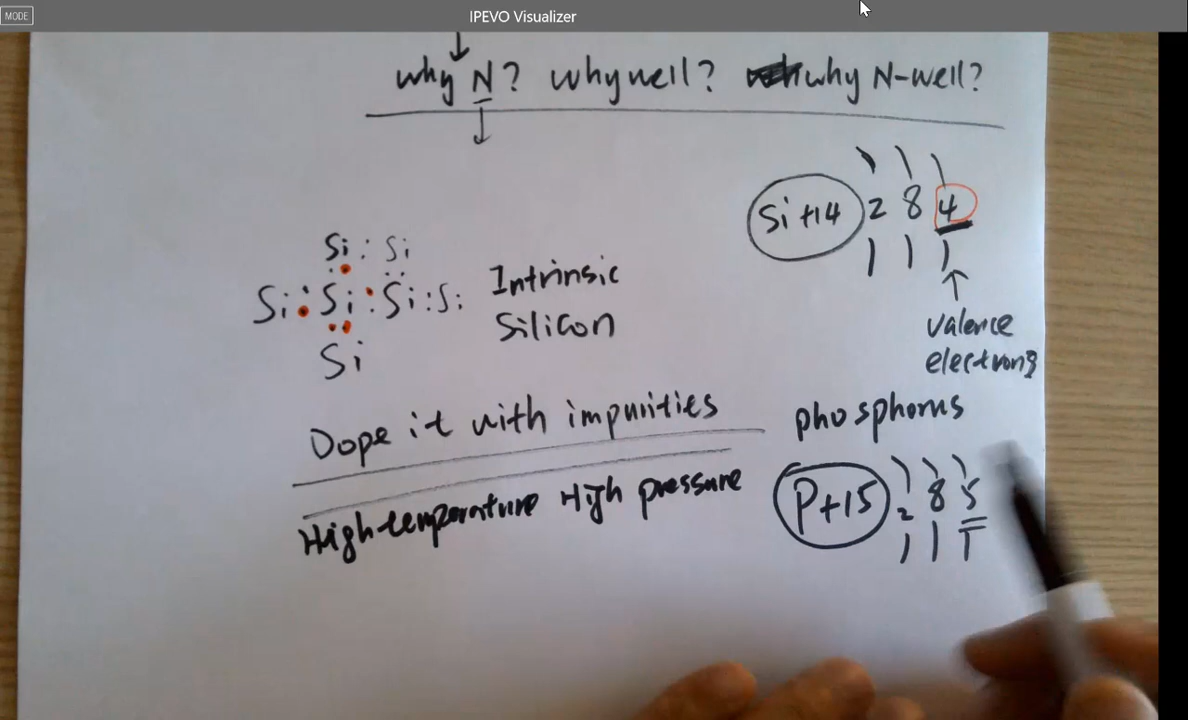 MODE
IPEVO Visualizer
why N? why well? why N-well?
Si +14 2 8 4
Si : Si
Si : Si : Si : Si
Si
Intrinsic
Silicon
valence
electrons
Dope it with impurities
phosphorus
High-temperature High pressure
P+15 2 8 5